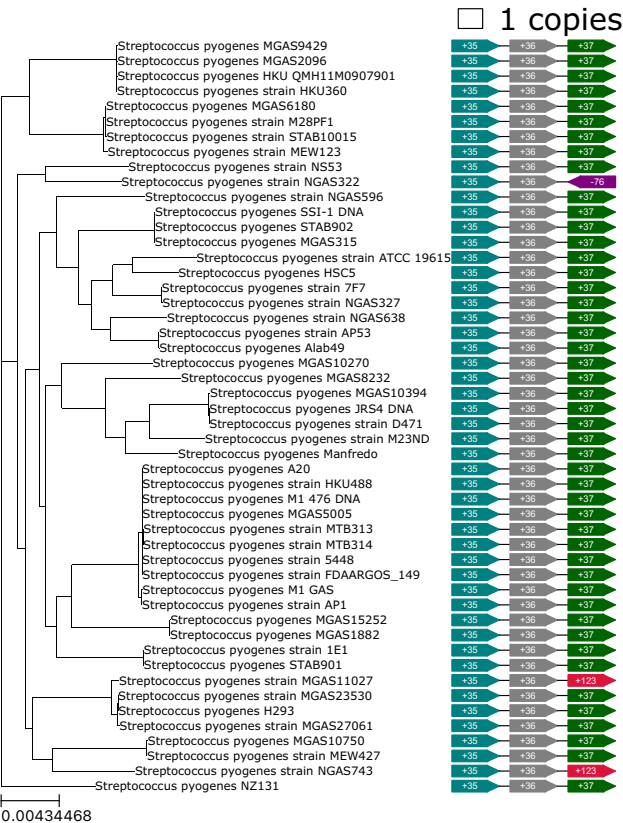 1 copies
Streptococcus pyogenes MGAS9429 +35 +36 +37
Streptococcus pyogenes MGAS2096 +35 +36 +37
Streptococcus pyogenes HKU QMH11M0907901 +35 +36 +37
Streptococcus pyogenes strain HKU360 +35 +36 +37
Streptococcus pyogenes MGAS6180 +35 +36 +37
Streptococcus pyogenes strain M28PF1 +35 +36 +37
Streptococcus pyogenes strain STAB10015 +35 +36 +37
Streptococcus pyogenes strain MEW123 +35 +36 +37
Streptococcus pyogenes strain NS53 +35 +36 +37
Streptococcus pyogenes strain NGAS322 +35 +36 -76
Streptococcus pyogenes strain NGAS596 +35 +36 +37
Streptococcus pyogenes SSI-1 DNA +35 +36 +37
Streptococcus pyogenes STAB902 +35 +36 +37
Streptococcus pyogenes MGAS315 +35 +36 +37
Streptococcus pyogenes strain ATCC 19615 +35 +36 +37
Streptococcus pyogenes HSC5 +35 +36 +37
Streptococcus pyogenes strain 7F7 +35 +36 +37
Streptococcus pyogenes strain NGAS327 +35 +36 +37
Streptococcus pyogenes strain NGAS638 +35 +36 +37
Streptococcus pyogenes strain AP53 +35 +36 +37
Streptococcus pyogenes Alab49 +35 +36 +37
Streptococcus pyogenes MGAS10270 +35 +36 +37
Streptococcus pyogenes MGAS8232 +35 +36 +37
Streptococcus pyogenes MGAS10394 +35 +36 +37
Streptococcus pyogenes JRS4 DNA +35 +36 +37
Streptococcus pyogenes strain D471 +35 +36 +37
Streptococcus pyogenes strain M23ND +35 +36 +37
Streptococcus pyogenes Manfredo +35 +36 +37
Streptococcus pyogenes A20 +35 +36 +37
Streptococcus pyogenes strain HKU488 +35 +36 +37
Streptococcus pyogenes M1 476 DNA +35 +36 +37
Streptococcus pyogenes MGAS5005 +35 +36 +37
Streptococcus pyogenes strain MTB313 +35 +36 +37
Streptococcus pyogenes strain MTB314 +35 +36 +37
Streptococcus pyogenes strain 5448 +35 +36 +37
Streptococcus pyogenes strain FDAARGOS_149 +35 +36 +37
Streptococcus pyogenes M1 GAS +35 +36 +37
Streptococcus pyogenes strain AP1 +35 +36 +37
Streptococcus pyogenes MGAS15252 +35 +36 +37
Streptococcus pyogenes MGAS1882 +35 +36 +37
Streptococcus pyogenes strain 1E1 +35 +36 +37
Streptococcus pyogenes STAB901 +35 +36 +37
Streptococcus pyogenes strain MGAS11027 +35 +36 +123
Streptococcus pyogenes strain MGAS23530 +35 +36 +37
Streptococcus pyogenes H293 +35 +36 +37
Streptococcus pyogenes strain MGAS27061 +35 +36 +37
Streptococcus pyogenes MGAS10750 +35 +36 +37
Streptococcus pyogenes strain MEW427 +35 +36 +37
Streptococcus pyogenes strain NGAS743 +35 +36 +123
Streptococcus pyogenes NZ131 +35 +36 +37
0.00434468